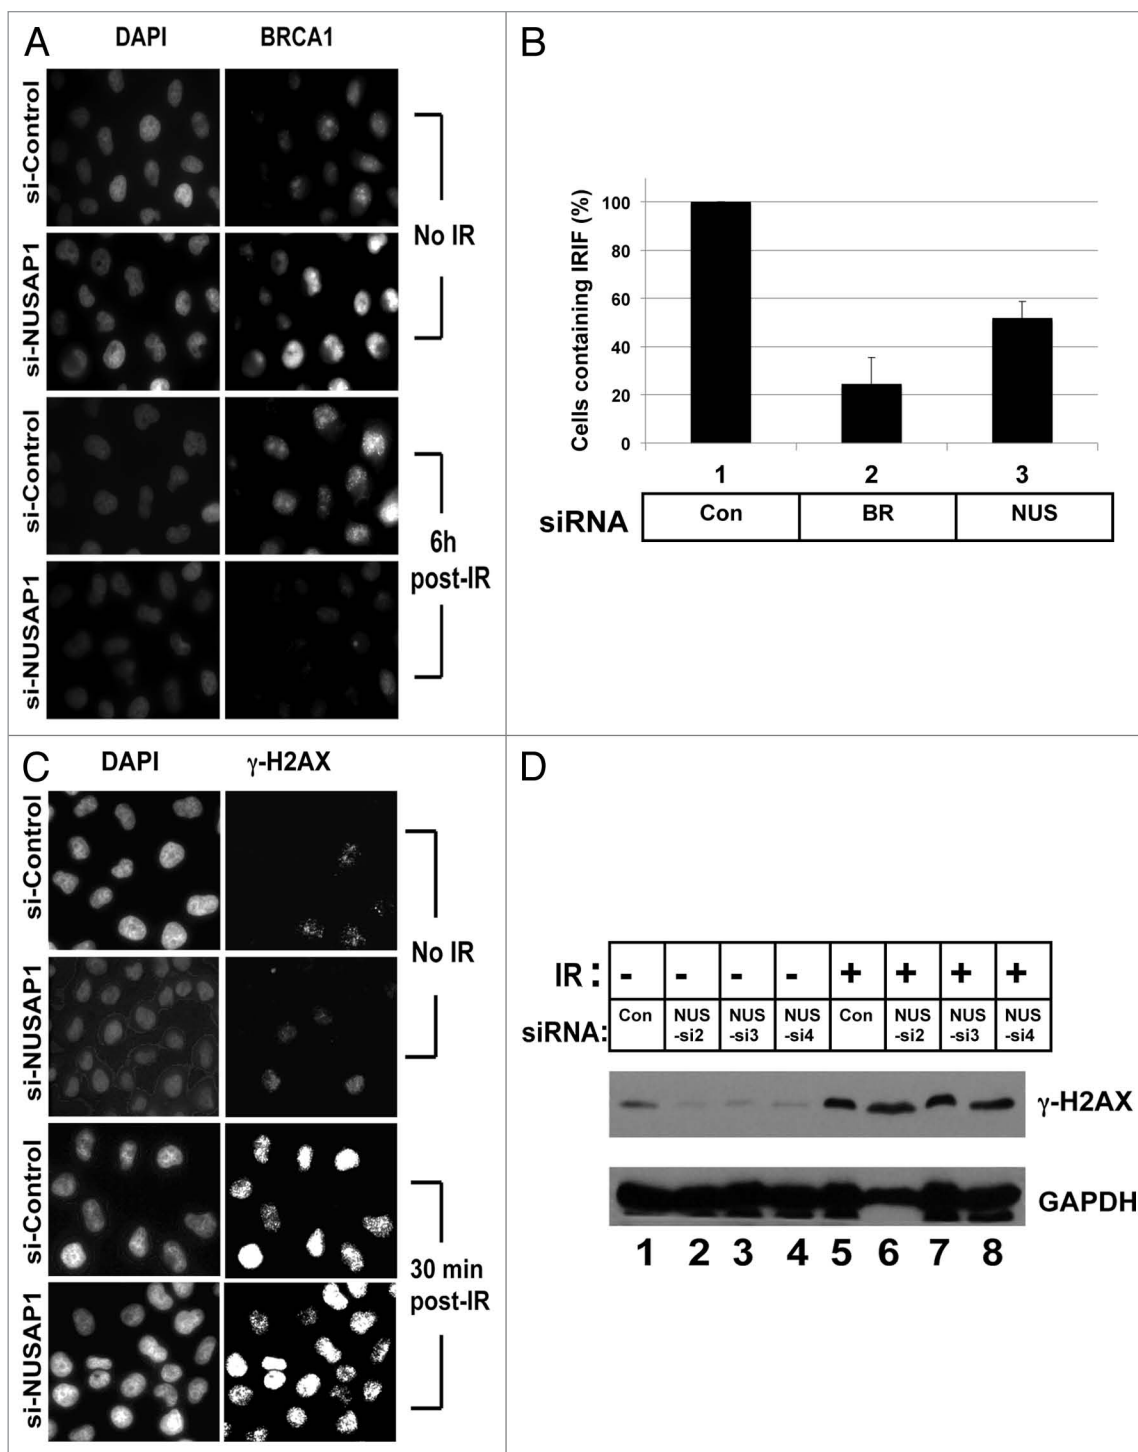 A
DAPI BRCA1
si-Control
si-NUSAP1
No IR
si-Control
si-NUSAP1
6h
post-IR
B
Cells containing IRIF (%)
100
80
60
40
20
0
1 2 3
siRNA Con BR NUS
C
DAPI γ-H2AX
si-Control
si-NUSAP1
No IR
si-Control
si-NUSAP1
30 min
post-IR
D
IR : - - - - + + + +
siRNA: Con NUS-si2 NUS-si3 NUS-si4 Con NUS-si2 NUS-si3 NUS-si4
γ-H2AX
GAPDH
1 2 3 4 5 6 7 8